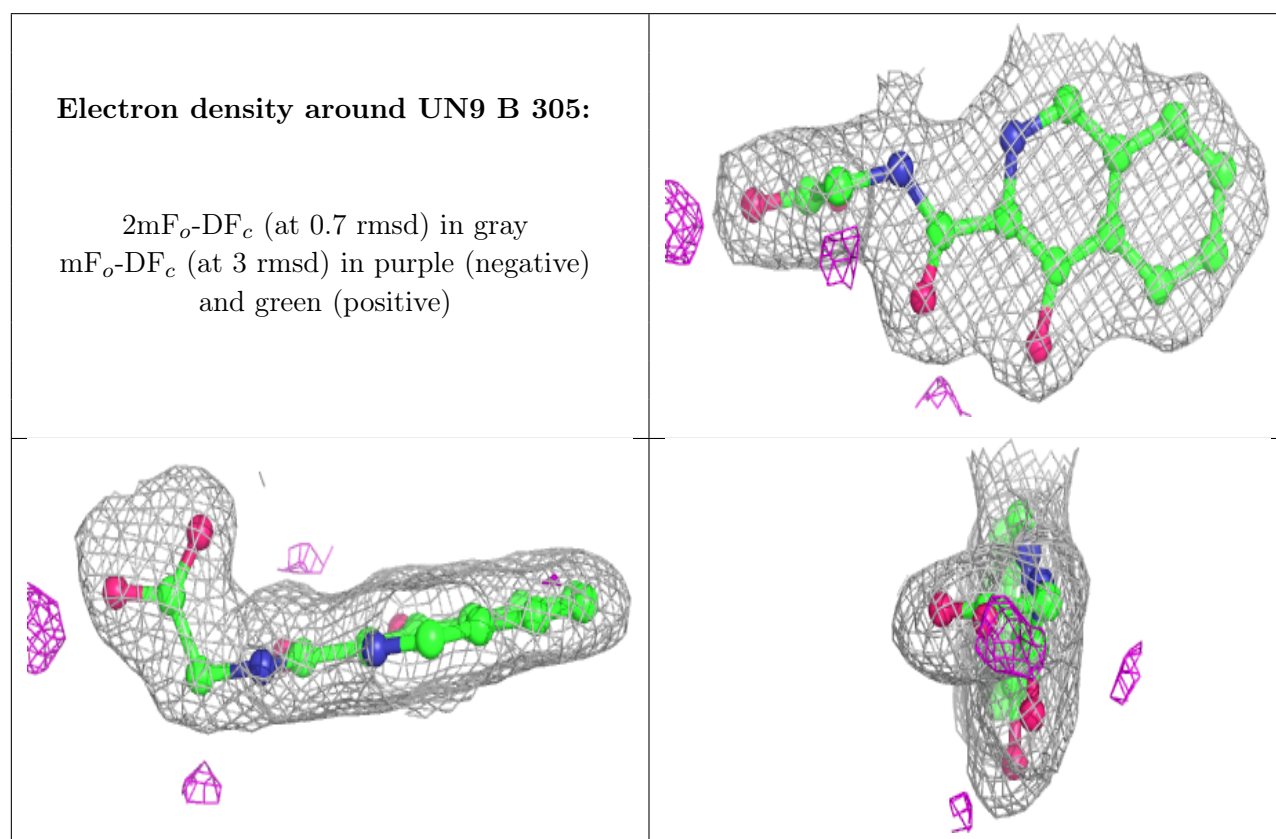 Electron density around UN9 B 305:
2mFo-DFc (at 0.7 rmsd) in gray
mFo-DFc (at 3 rmsd) in purple (negative)
and green (positive)